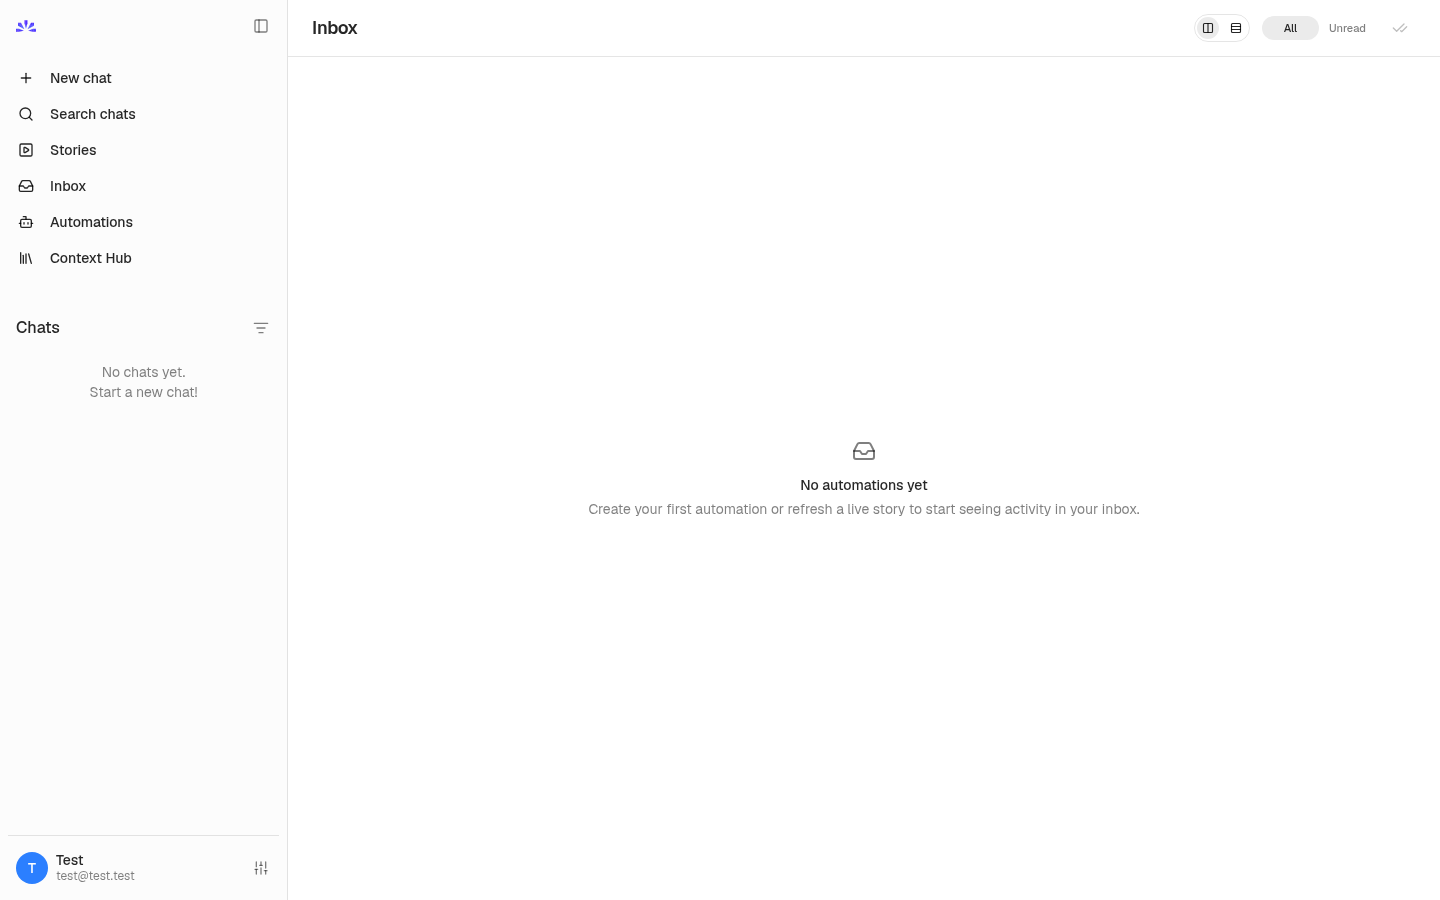 New chat
Search chats
Stories
Inbox
Automations
Context Hub
Chats
No chats yet.
Start a new chat!
T
Test
test@test.test
Inbox
All
Unread
No automations yet
Create your first automation or refresh a live story to start seeing activity in your inbox.